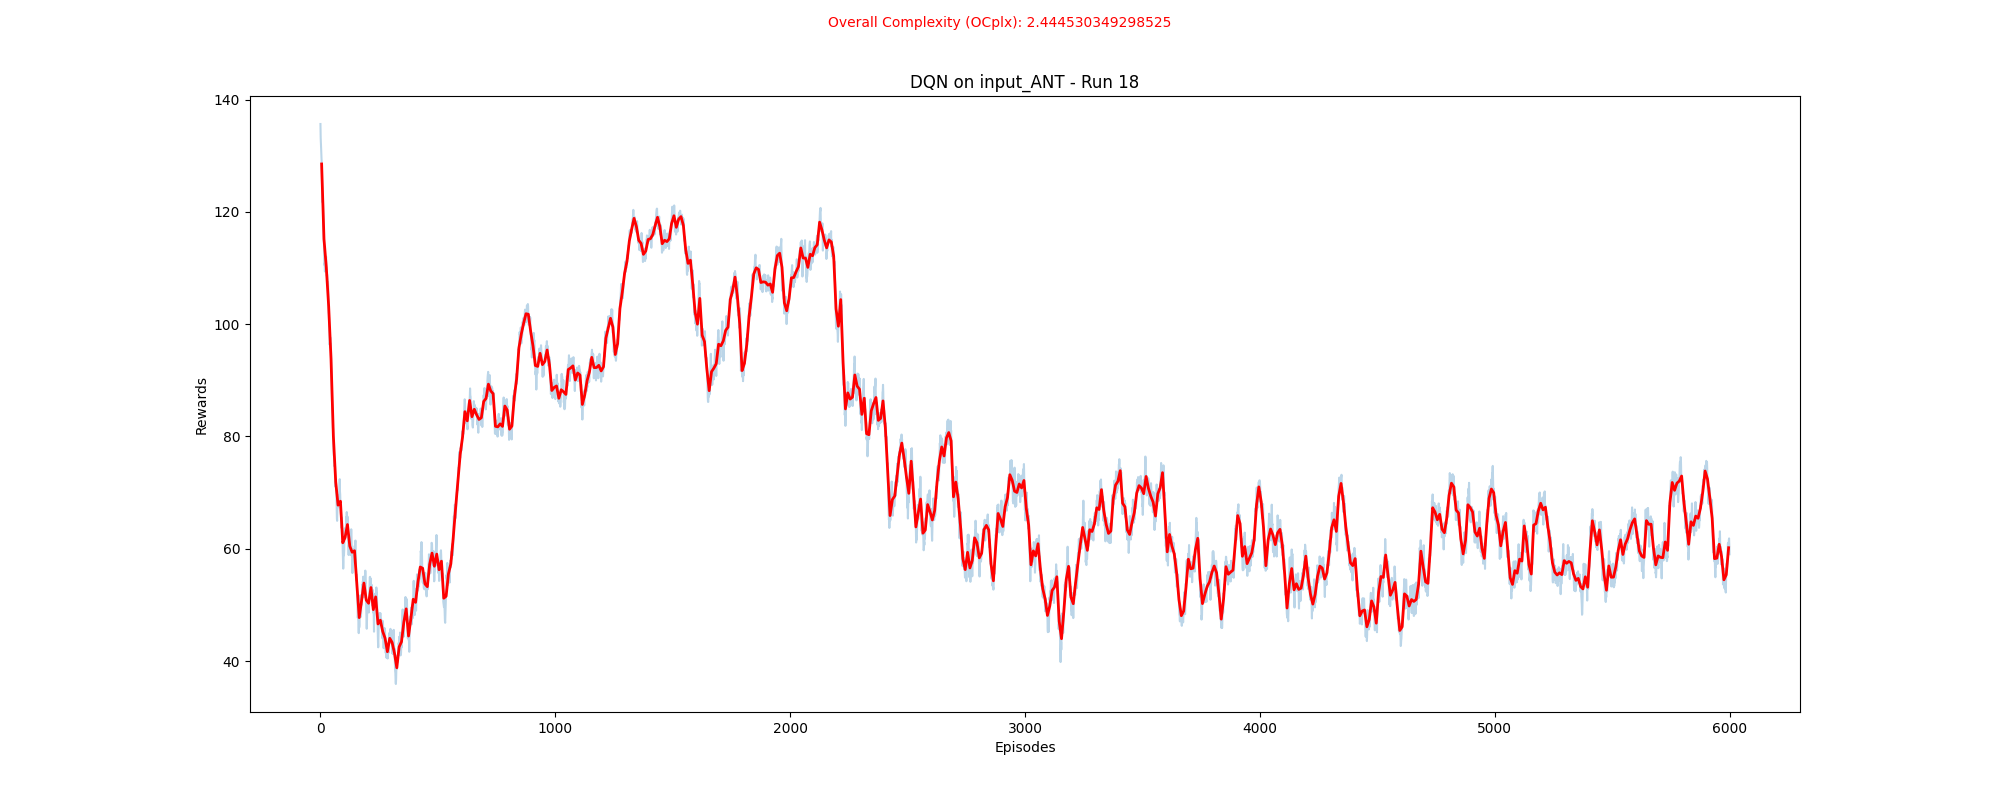 Overall Complexity (OCplx): 2.444530349298525
DQN on input_ANT - Run 18
140
120
100
80
60
40
Rewards
0 1000 2000 3000 4000 5000 6000
Episodes